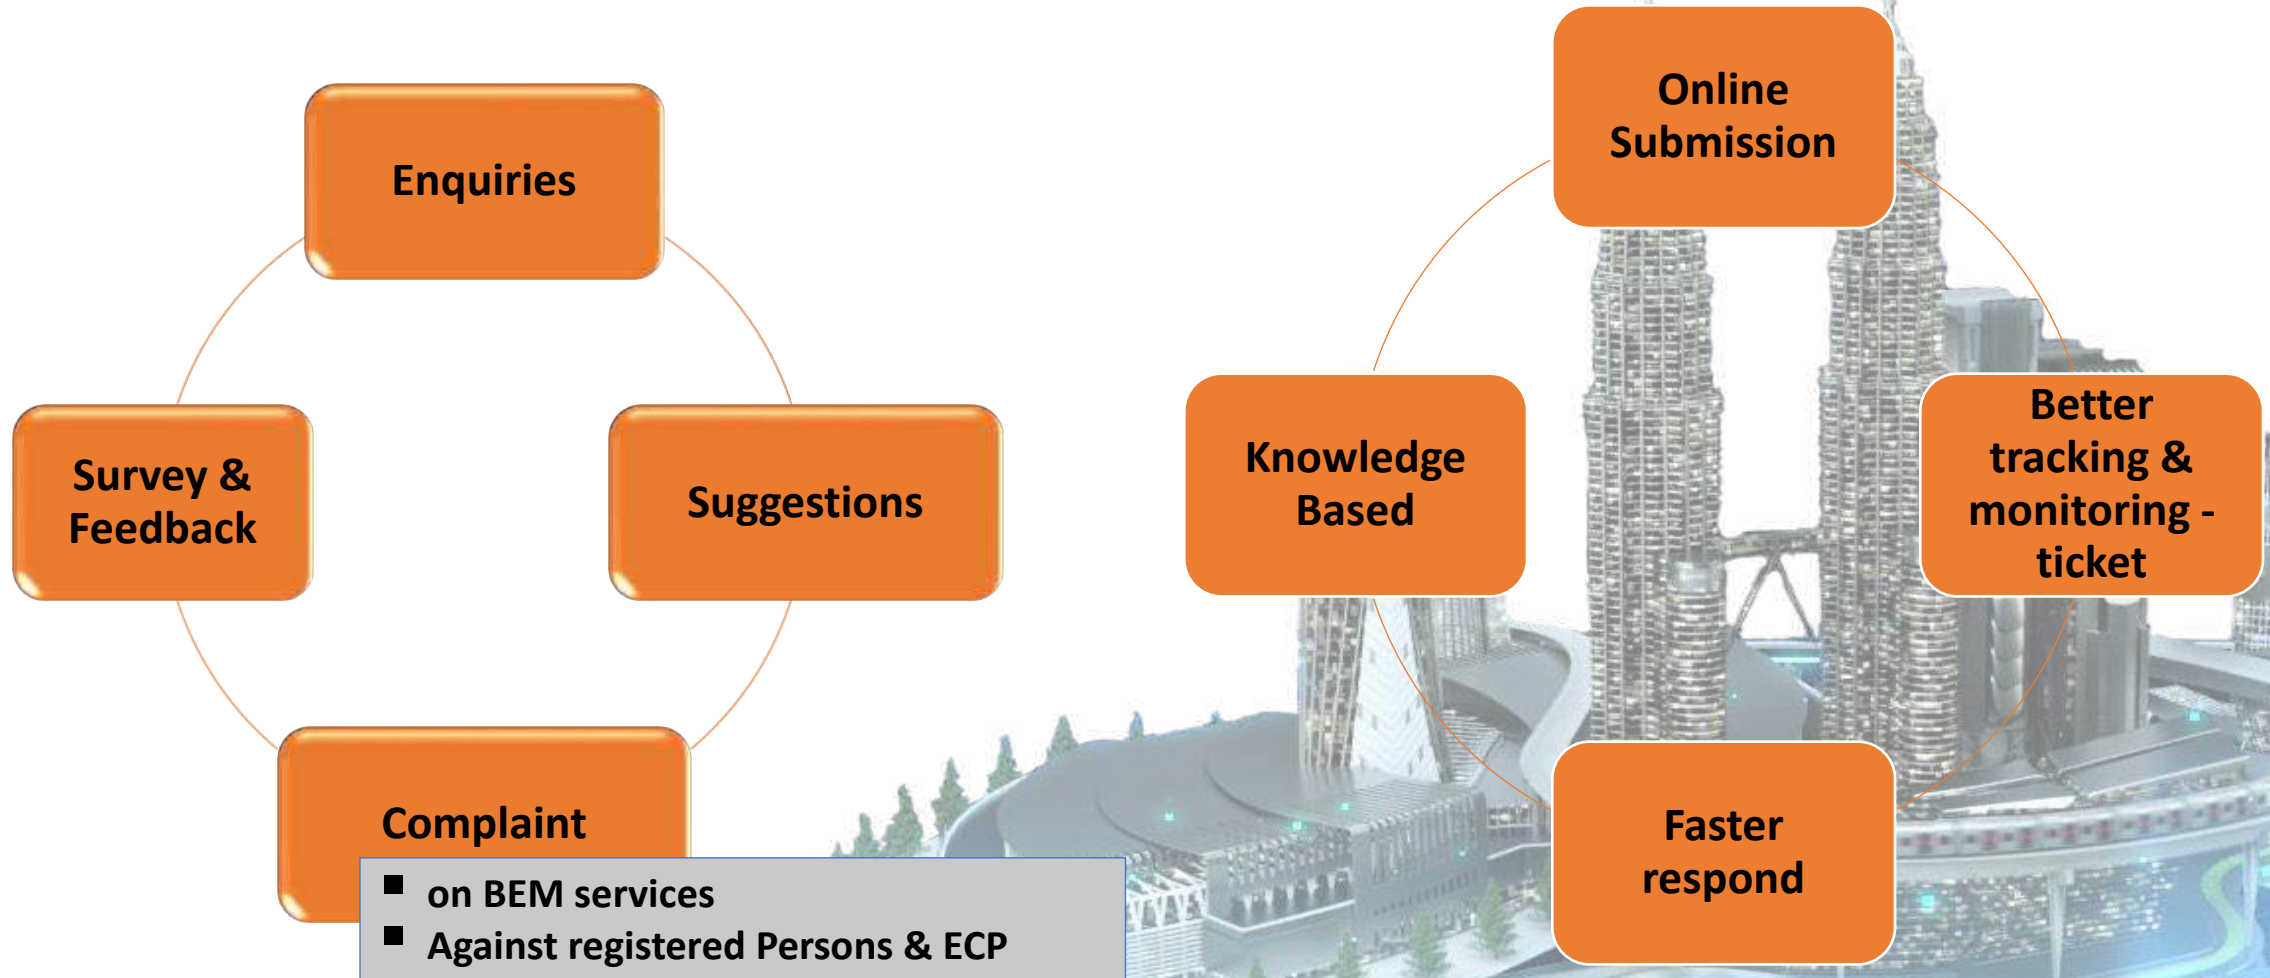 Enquiries
Suggestions
Complaint
on BEM services
Against registered Persons & ECP
Survey &
Feedback
Online
Submission
Better
tracking &
monitoring -
ticket
Faster
respond
Knowledge
Based